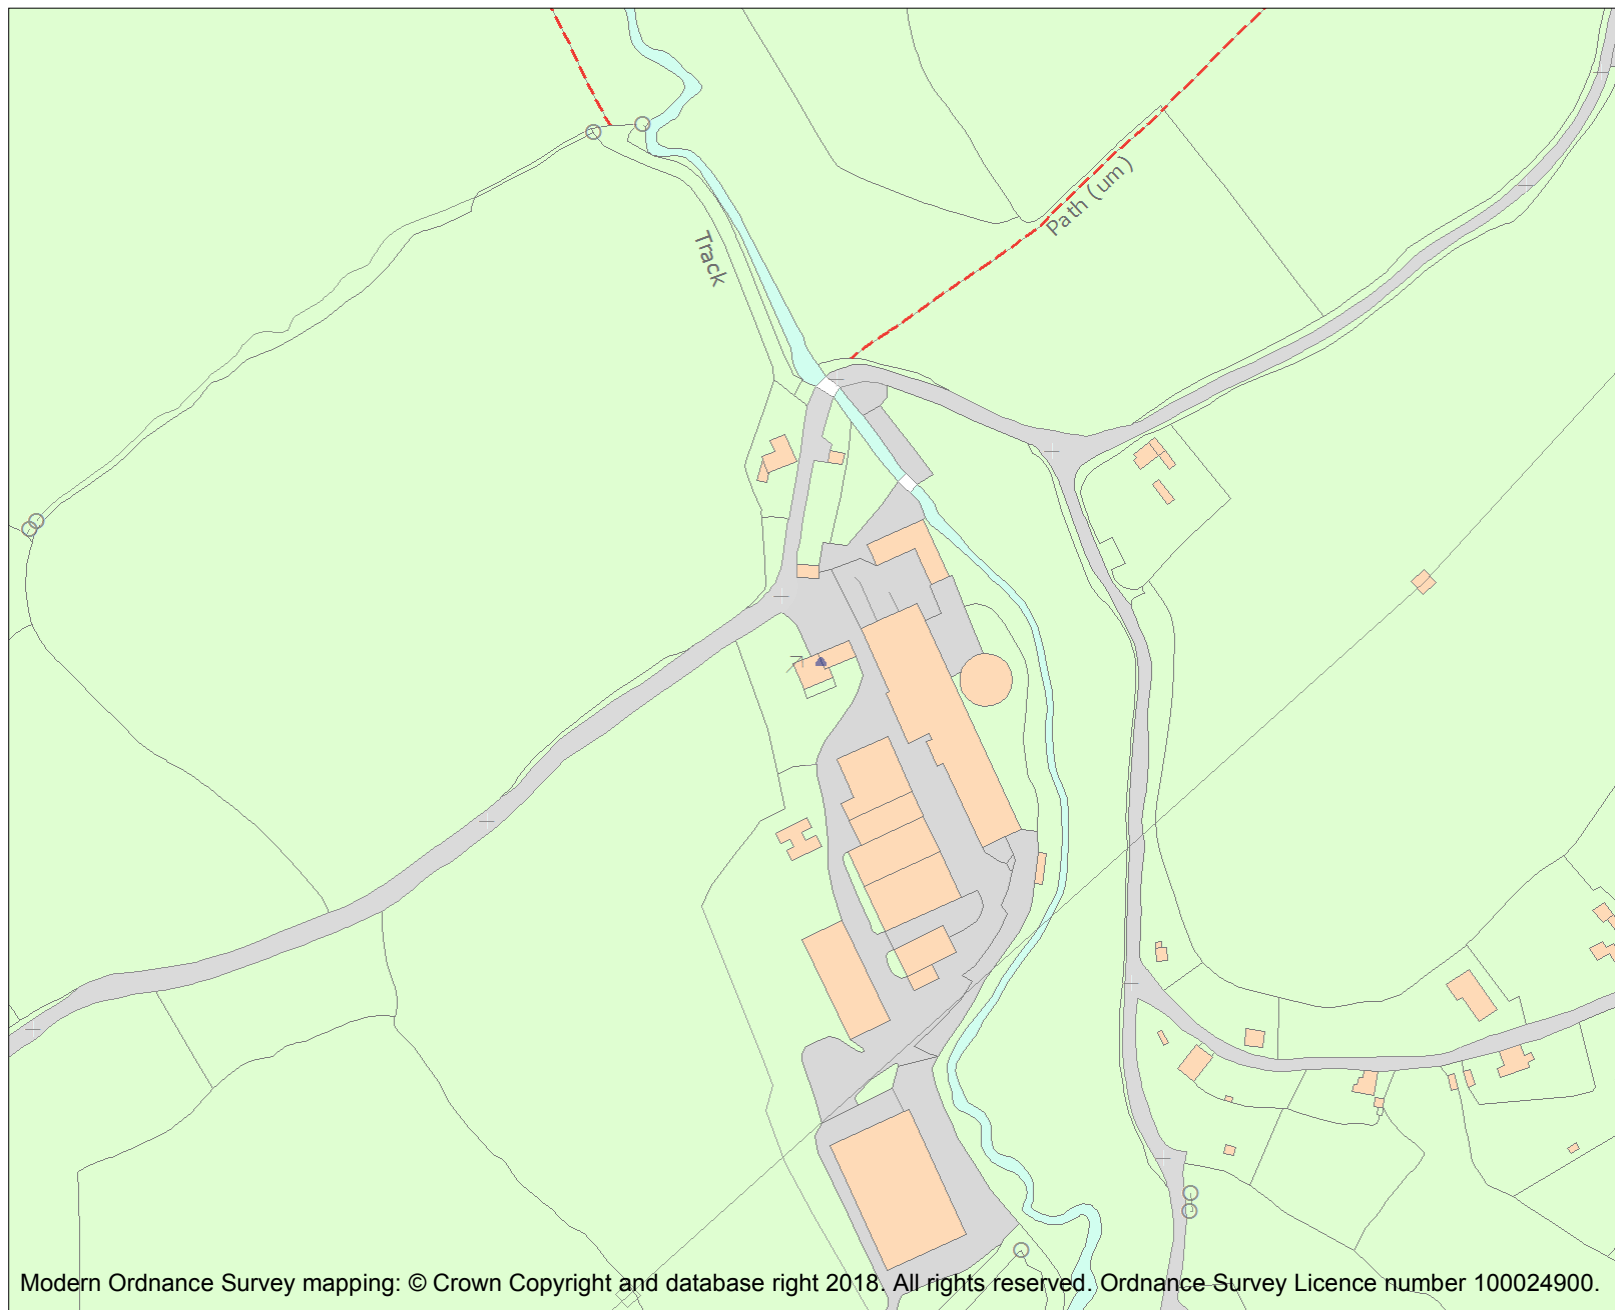 Path (um)
Track
Modern Ordnance Survey mapping: © Crown Copyright and database right 2018. All rights reserved. Ordnance Survey Licence number 100024900.